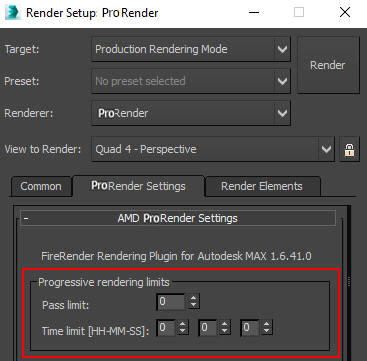 Render Setup: ProRender
Target: Production Rendering Mode
Render
Preset: No preset selected
Renderer: ProRender
View to Render: Quad 4 - Perspective
Common ProRender Settings Render Elements
- AMD ProRender Settings
FireRender Rendering Plugin for Autodesk MAX 1.6.41.0
Progressive rendering limits
Pass limit: 0
Time limit [HH-MM-SS]: 0 0 0